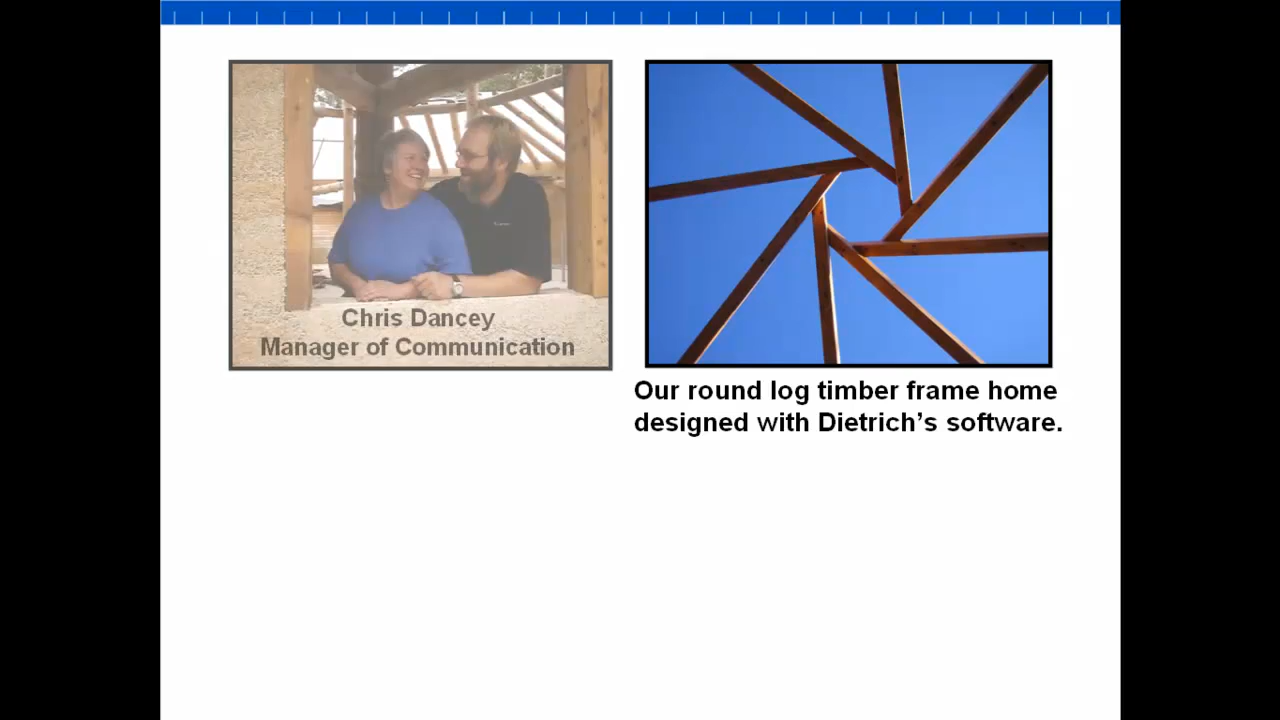 Chris Dancey
Manager of Communication
Our round log timber frame home
designed with Dietrich’s software.